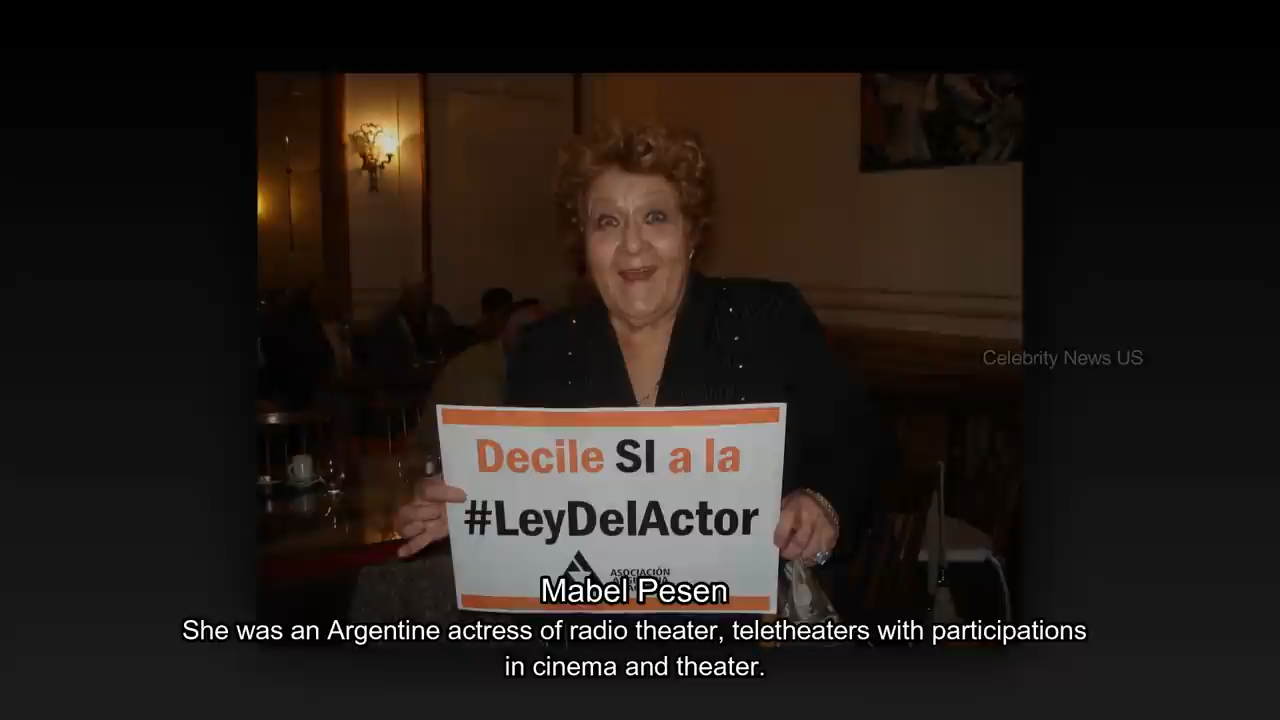 Celebrity News US
Decile SI a la
#LeyDelActor
ASOCIACIÓN
Mabel Pesen
She was an Argentine actress of radio theater, teletheaters with participations
in cinema and theater.